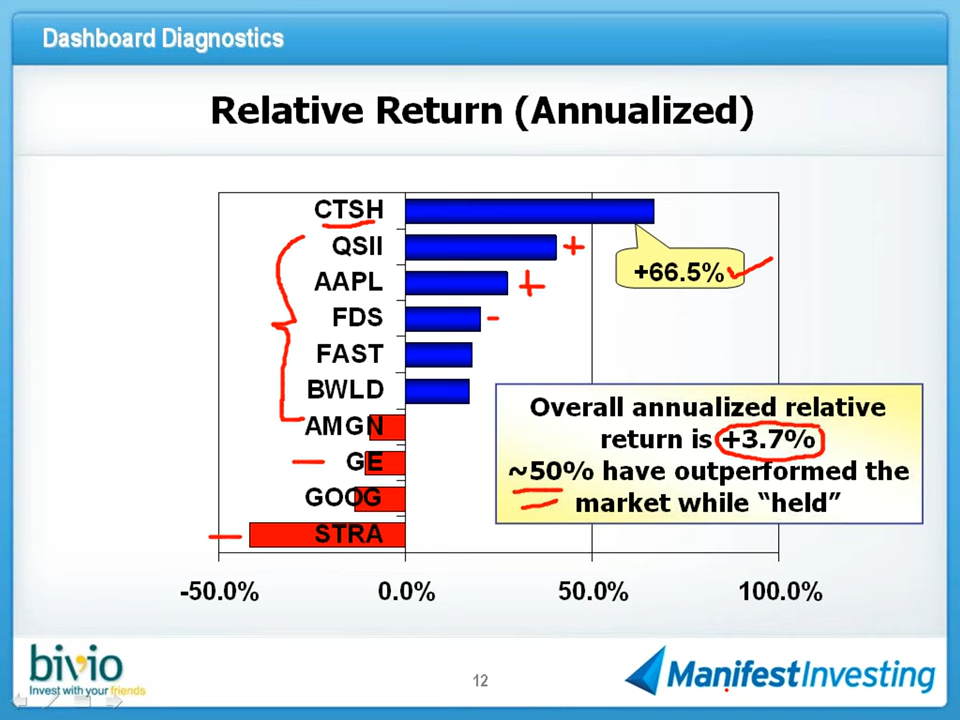 Dashboard Diagnostics
Relative Return (Annualized)
CTSH
QSII
AAPL
FDS
FAST
BWLD
AMGN
GE
GOOG
STRA
+66.5%
Overall annualized relative
return is +3.7%
~50% have outperformed the
market while “held”
-50.0% 0.0% 50.0% 100.0%
bivio
Invest with your friends
12
ManifestInvesting